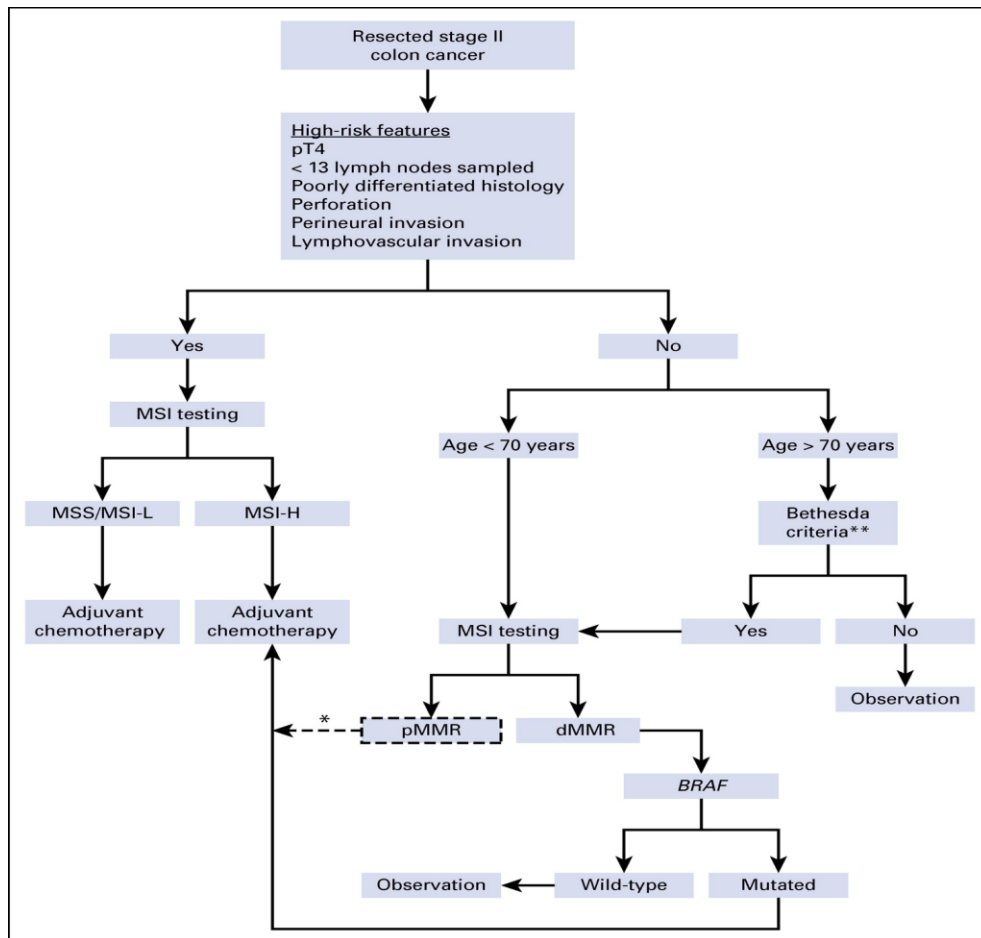 Resected stage II
colon cancer
High-risk features
pT4
< 13 lymph nodes sampled
Poorly differentiated histology
Perforation
Perineural invasion
Lymphovascular invasion
Yes
No
MSI testing
Age < 70 years
Age > 70 years
MSS/MSI-L
MSI-H
Bethesda
criteria**
Adjuvant
chemotherapy
Adjuvant
chemotherapy
MSI testing
Yes
No
Observation
*
pMMR
dMMR
BRAF
Observation
Wild-type
Mutated